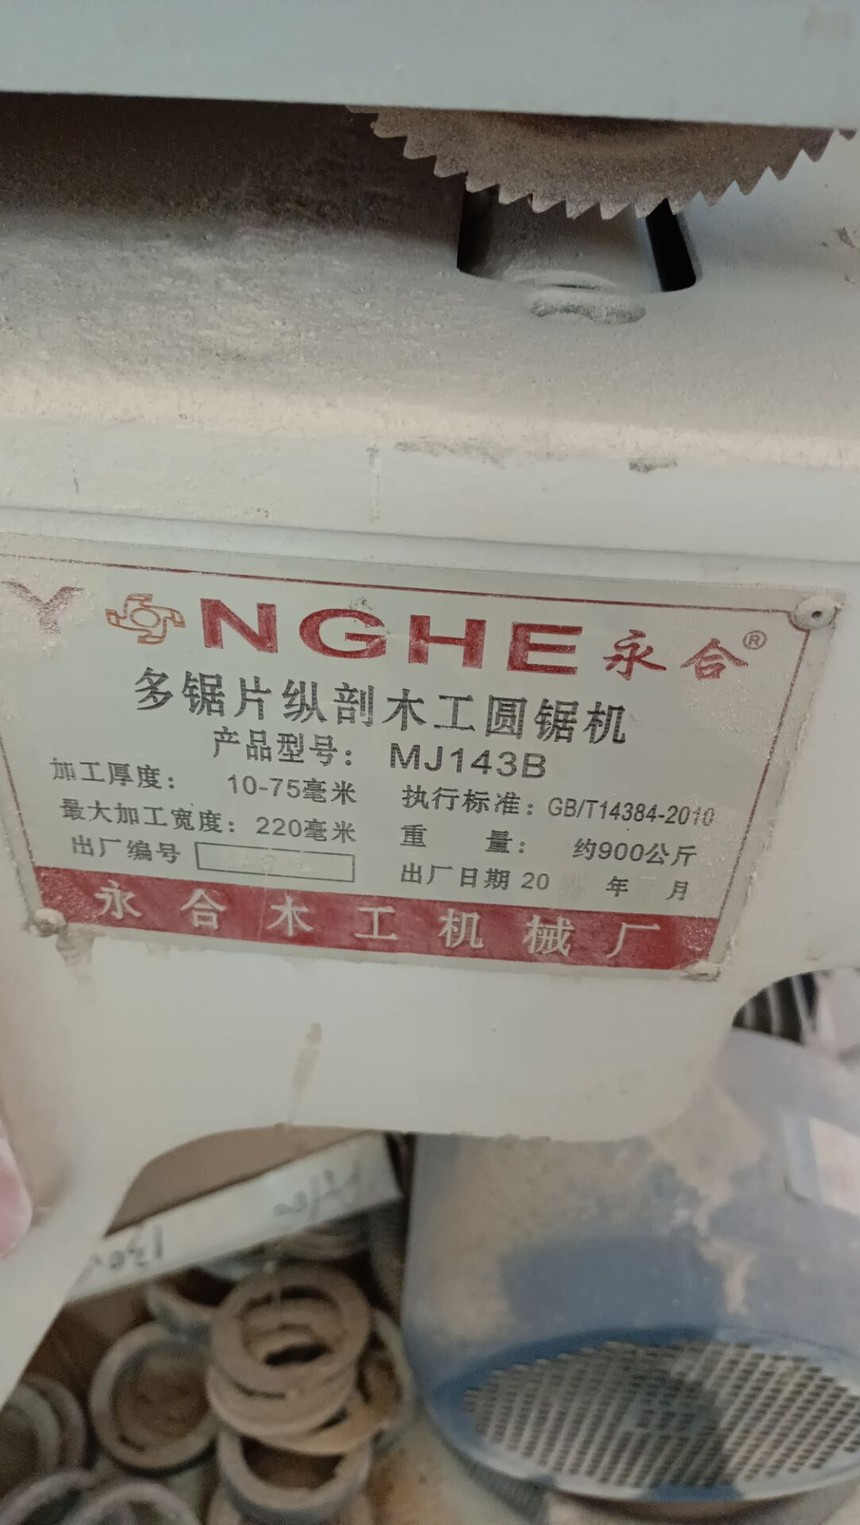 YONGHE 永合®
多锯片纵剖木工圆锯机
产品型号： MJ143B
加工厚度： 10-75毫米
执行标准：GB/T14384-2010
最大加工宽度：220毫米
重 量： 约900公斤
出厂编号
出厂日期 20 年 月
永合木工机械厂